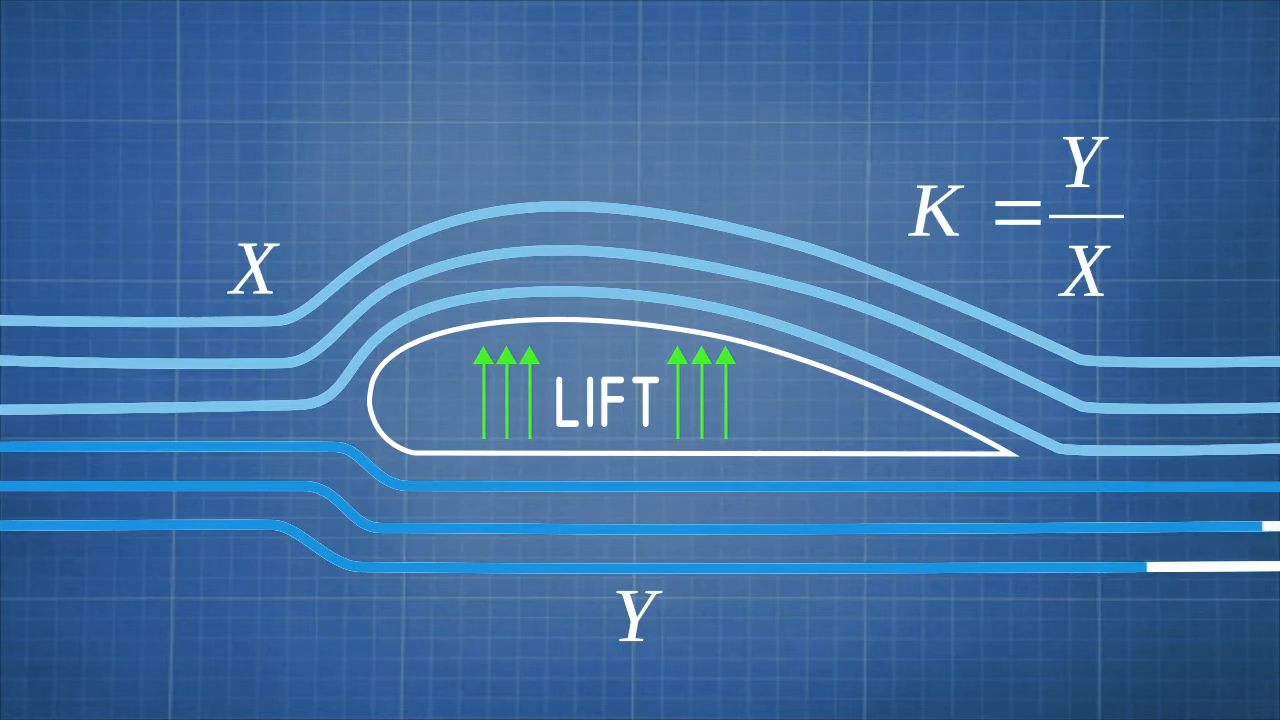 X
K = Y/X
LIFT
Y